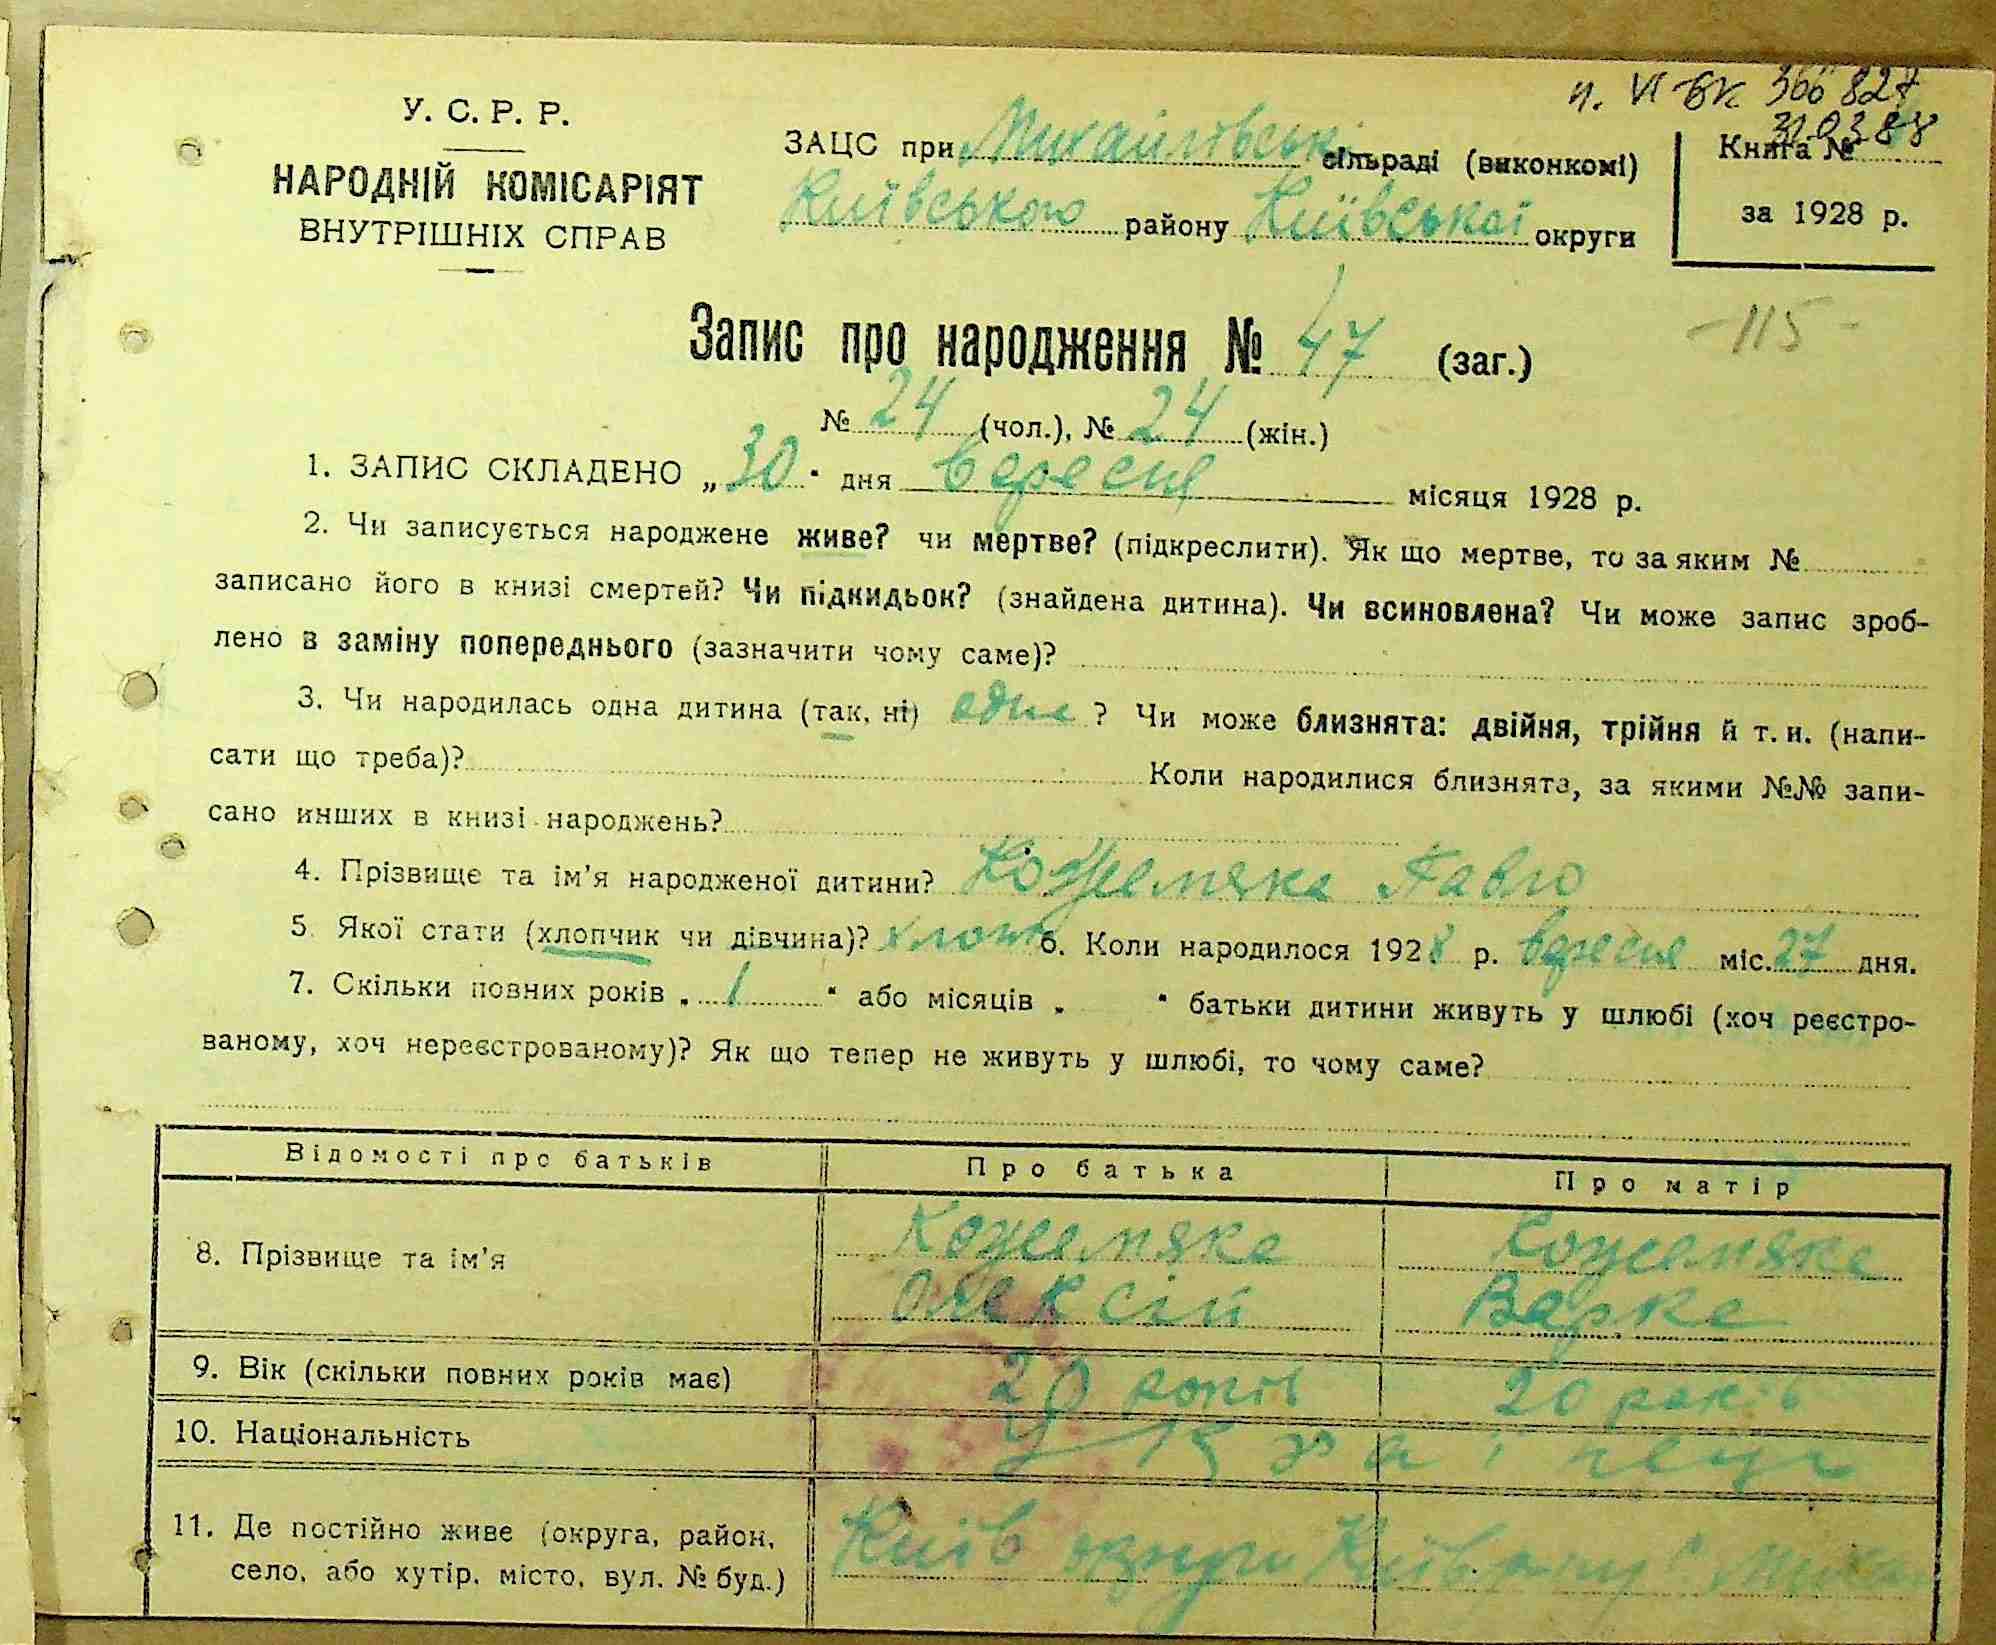 п. VI БК 366827
31.03.88
У. С. Р. Р.
НАРОДНІЙ КОМІСАРІЯТ
ВНУТРІШНІХ СПРАВ
ЗАЦС при Михайлівські сільраді (виконкомі)
Київського району Київської округи
Книга №
за 1928 р.
- 115 -
Запис про народження № 47 (заг.)
№ 24 (чол.), № 24 (жін.)
1. ЗАПИС СКЛАДЕНО „30“ дня вересня місяця 1928 р.
2. Чи записується народжене живе? чи мертве? (підкреслити). Як що мертве, то за яким №
записано його в книзі смертей? Чи підкидьок? (знайдена дитина). Чи всиновлена? Чи може запис зроб-
лено в заміну попереднього (зазначити чому саме)?
3. Чи народилась одна дитина (так, ні) одне ? Чи може близнята: двійня, трійня й т. и. (напи-
сати що треба)? Коли народилися близнята, за якими №№ запи-
сано инших в книзі народжень?
4. Прізвище та ім’я народженої дитини? Кожемяка Павло
5. Якої стати (хлопчик чи дівчина)? хлопч 6. Коли народилося 1928 р. вересня міс. 27 дня.
7. Скільки повних років „ 1 “ або місяців „ “ батьки дитини живуть у шлюбі (хоч реєстро-
ваному, хоч нереєстрованому)? Як що тепер не живуть у шлюбі, то чому саме?
Відомості про батьків Про батька Про матір
8. Прізвище та ім’я Кожемяка Кожемяка
Олексій Варка
9. Вік (скільки повних років має) 20 років 20 років
10. Національність Українець
11. Де постійно живе (округа, район,
село, або хутір, місто, вул. № буд.) Київ округи Київ р-ну